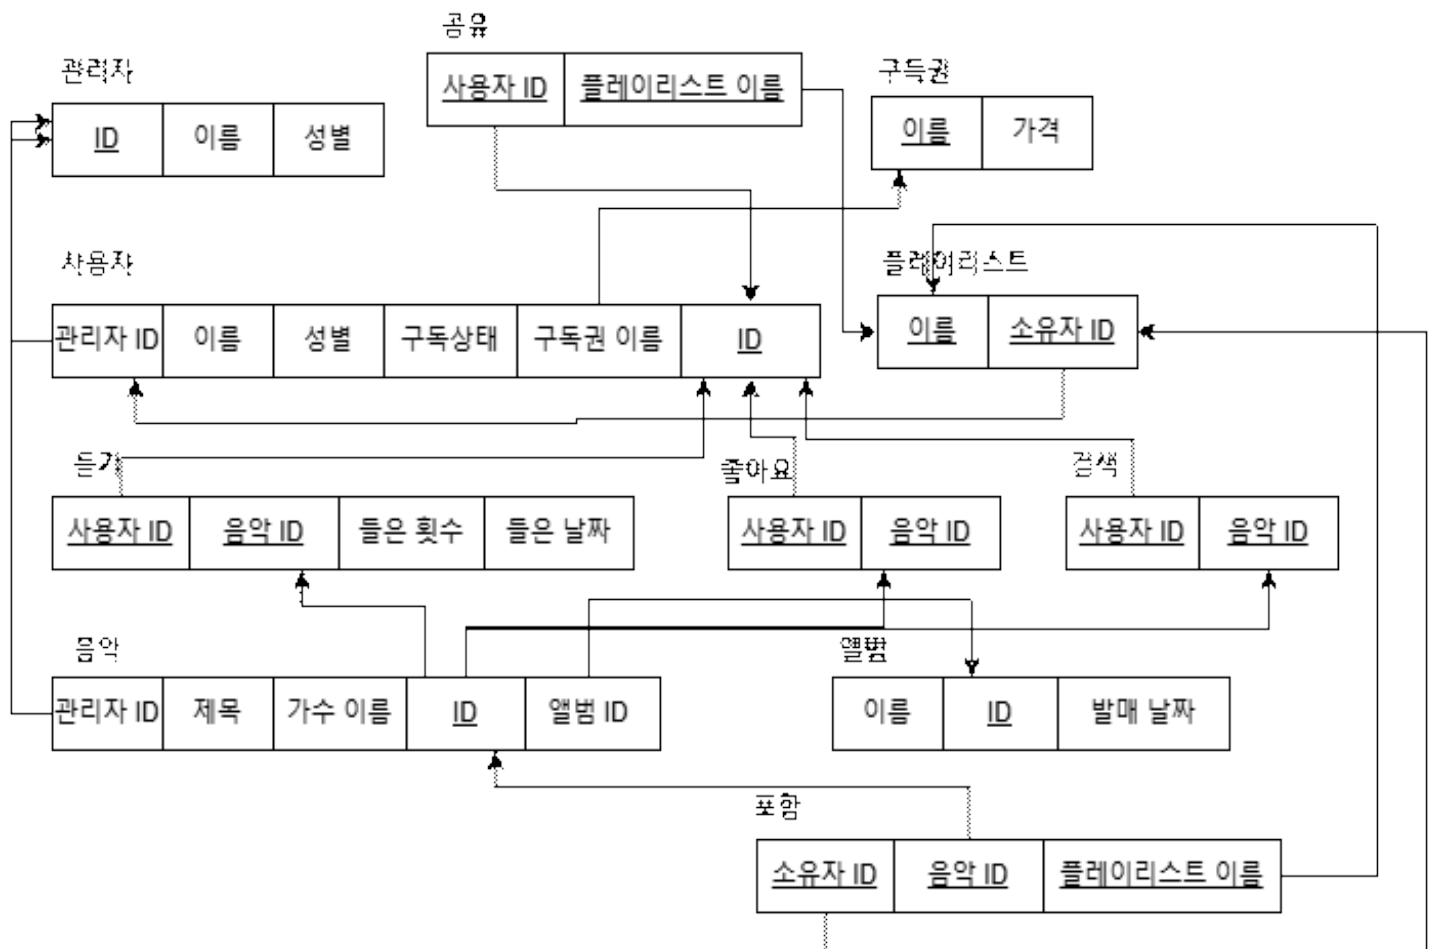 공유
관리자
구독권
사용자 ID 플레이리스트 이름
ID 이름 성별
이름 가격
사용자
플레이리스트
관리자 ID 이름 성별 구독상태 구독권 이름 ID
이름 소유자 ID
듣기
좋아요
검색
사용자 ID 음악 ID 들은 횟수 들은 날짜
사용자 ID 음악 ID
사용자 ID 음악 ID
음악
앨범
관리자 ID 제목 가수 이름 ID 앨범 ID
이름 ID 발매 날짜
포함
소유자 ID 음악 ID 플레이리스트 이름